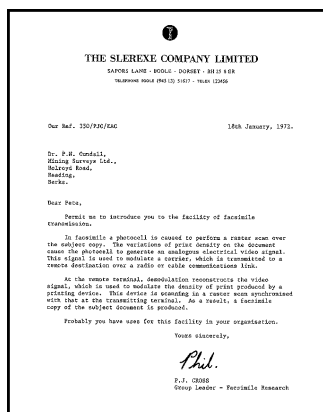 THE SLEREXE COMPANY LIMITED
SAPORS LANE - BOOLE - DORSET - BH 25 8 ER
TELEPHONE BOOLE (945 13) 51617 - TELEX 123456
Our Ref. 350/PJC/EAC 18th January, 1972.
Dr. P.N. Cundall,
Mining Surveys Ltd.,
Holroyd Road,
Reading,
Berks.
Dear Pete,
Permit me to introduce you to the facility of facsimile
transmission.
In facsimile a photocell is caused to perform a raster scan over
the subject copy. The variations of print density on the document
cause the photocell to generate an analogous electrical video signal.
This signal is used to modulate a carrier, which is transmitted to a
remote destination over a radio or cable communications link.
At the remote terminal, demodulation reconstructs the video
signal, which is used to modulate the density of print produced by a
printing device. This device is scanning in a raster scan synchronised
with that at the transmitting terminal. As a result, a facsimile
copy of the subject document is produced.
Probably you have uses for this facility in your organisation.
Yours sincerely,
Phil.
P.J. CROSS
Group Leader - Facsimile Research